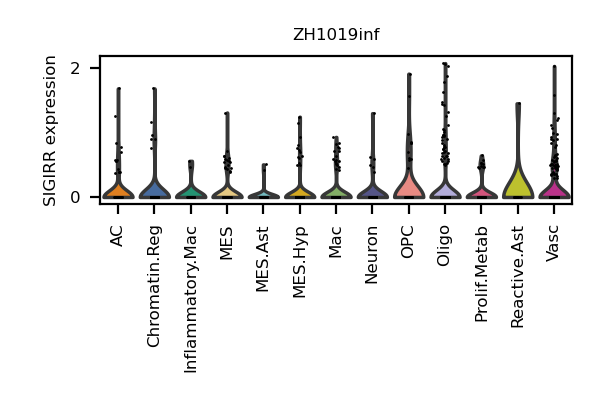 ZH1019inf
SIGIRR expression
2
0
AC
Chromatin.Reg
Inflammatory.Mac
MES
MES.Ast
MES.Hyp
Mac
Neuron
OPC
Oligo
Prolif.Metab
Reactive.Ast
Vasc